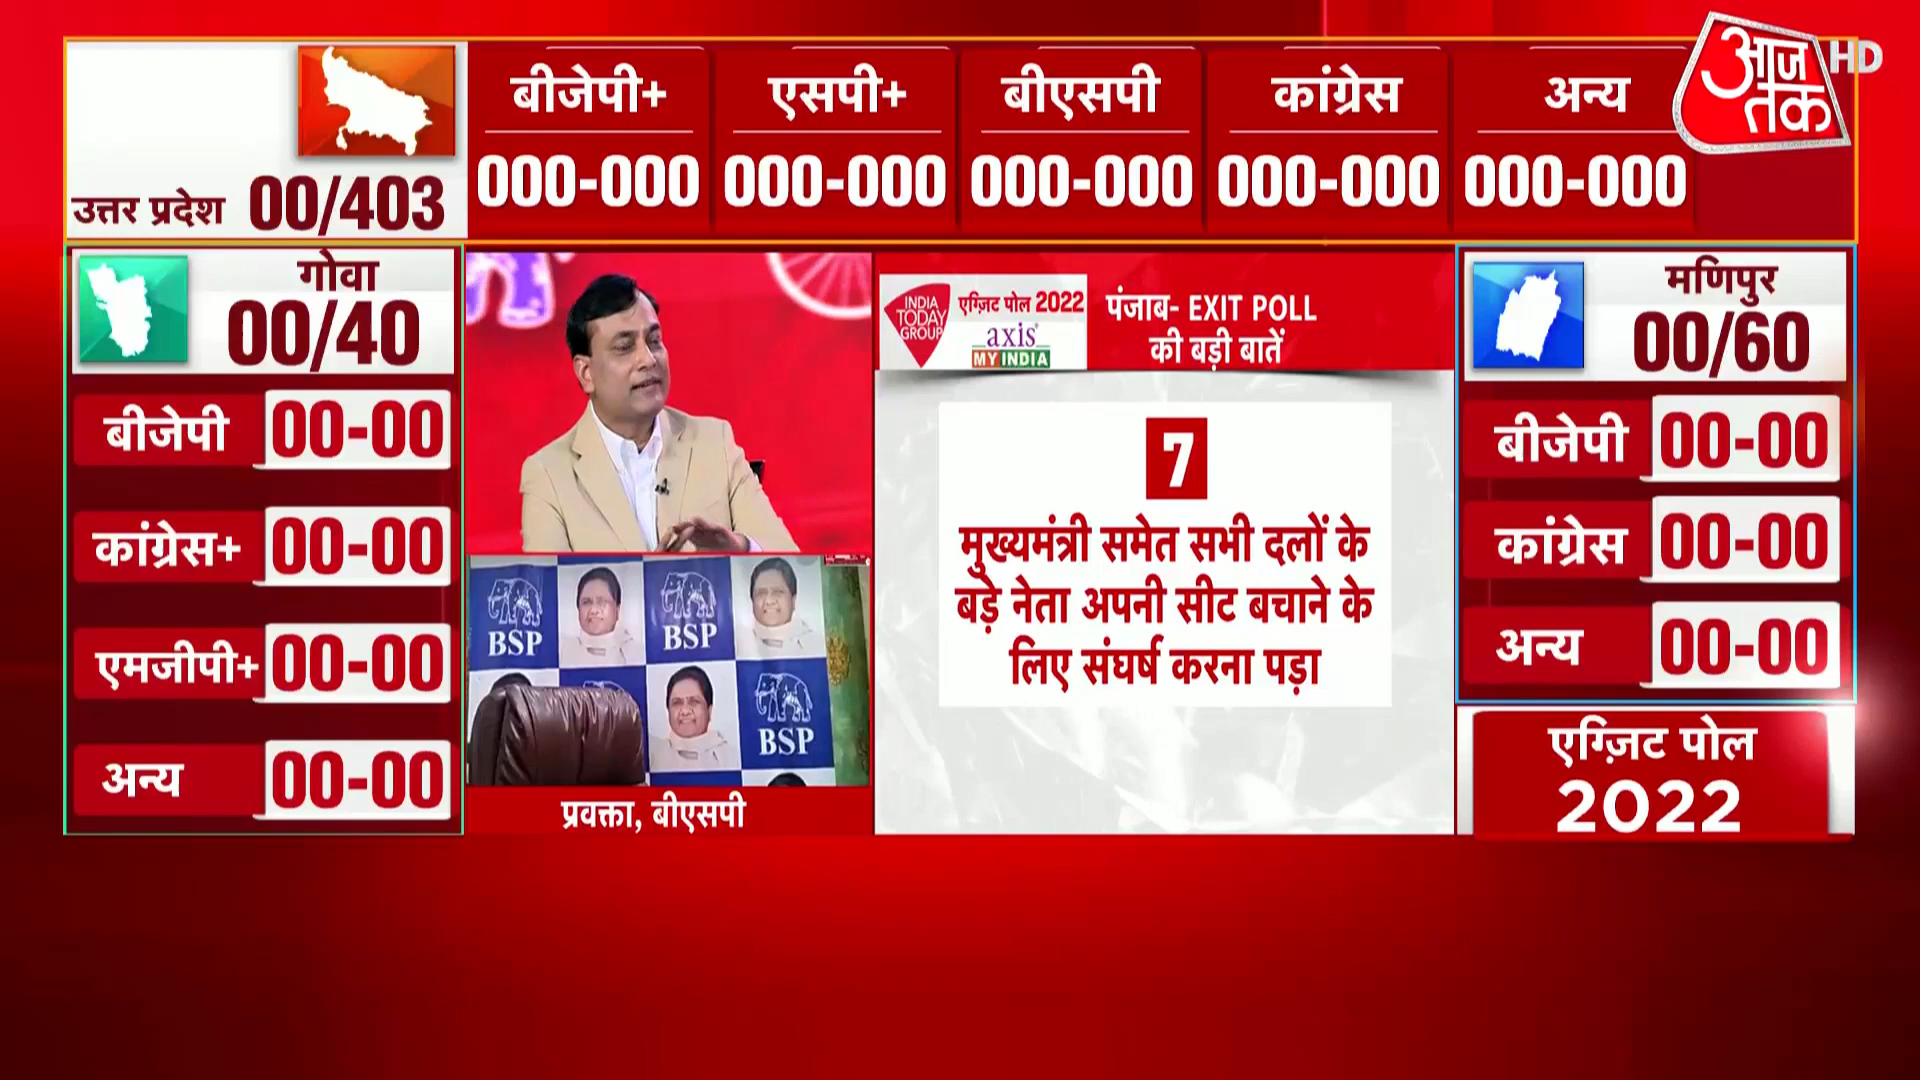 आज तक HD
बीजेपी+ एसपी+ बीएसपी कांग्रेस अन्य
उत्तर प्रदेश 00/403 000-000 000-000 000-000 000-000 000-000
गोवा
00/40
बीजेपी 00-00
कांग्रेस+ 00-00
एमजीपी+ 00-00
अन्य 00-00
BSP BSP
BSP
प्रवक्ता, बीएसपी
INDIA
TODAY
GROUP
एग्ज़िट पोल 2022
axis
MY INDIA
पंजाब- EXIT POLL
की बड़ी बातें
7
मुख्यमंत्री समेत सभी दलों के
बड़े नेता अपनी सीट बचाने के
लिए संघर्ष करना पड़ा
मणिपुर
00/60
बीजेपी 00-00
कांग्रेस 00-00
अन्य 00-00
एग्ज़िट पोल
2022